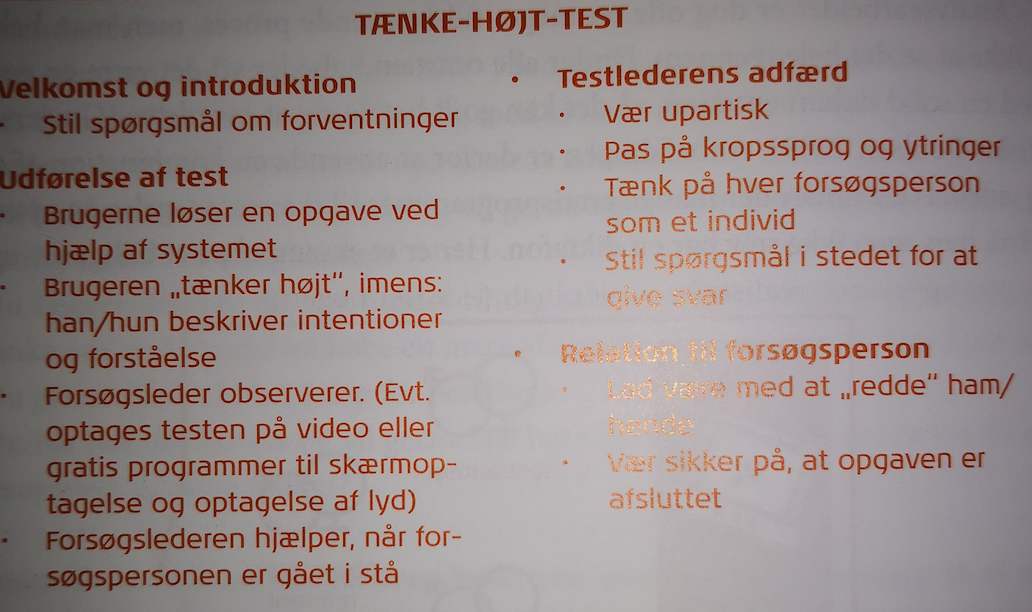 TÆNKE-HØJT-TEST
Velkomst og introduktion
· Stil spørgsmål om forventninger
Udførelse af test
· Brugerne løser en opgave ved
hjælp af systemet
· Brugeren „tænker højt“, imens:
han/hun beskriver intentioner
og forståelse
· Forsøgsleder observerer. (Evt.
optages testen på video eller
gratis programmer til skærmop-
tagelse og optagelse af lyd)
· Forsøgslederen hjælper, når for-
søgspersonen er gået i stå
• Testlederens adfærd
· Vær upartisk
· Pas på kropssprog og ytringer
· Tænk på hver forsøgsperson
som et individ
· Stil spørgsmål i stedet for at
give svar
• Relation til forsøgsperson
· Lad være med at „redde“ ham/
hende
· Vær sikker på, at opgaven er
afsluttet